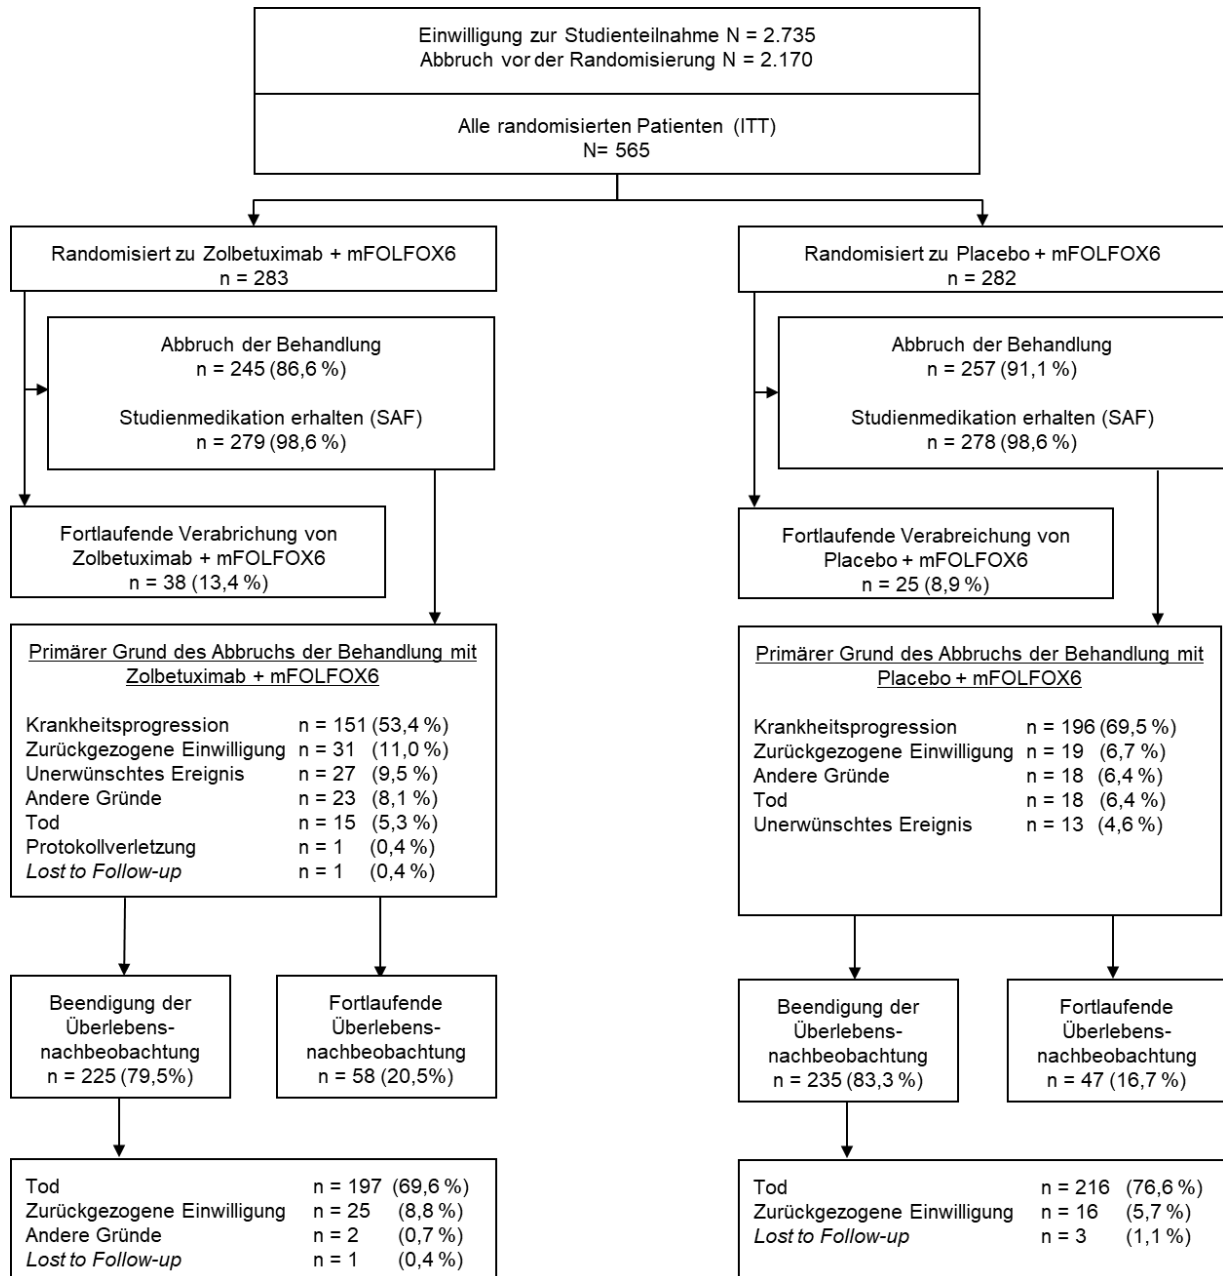 Einwilligung zur Studienteilnahme N = 2.735
Abbruch vor der Randomisierung N = 2.170
Alle randomisierten Patienten (ITT)
N= 565
Randomisiert zu Zolbetuximab + mFOLFOX6
n = 283
Abbruch der Behandlung
n = 245 (86,6 %)
Studienmedikation erhalten (SAF)
n = 279 (98,6 %)
Fortlaufende Verabrichung von
Zolbetuximab + mFOLFOX6
n = 38 (13,4 %)
Primärer Grund des Abbruchs der Behandlung mit
Zolbetuximab + mFOLFOX6
Krankheitsprogression n = 151 (53,4 %)
Zurückgezogene Einwilligung n = 31 (11,0 %)
Unerwünschtes Ereignis n = 27 (9,5 %)
Andere Gründe n = 23 (8,1 %)
Tod n = 15 (5,3 %)
Protokollverletzung n = 1 (0,4 %)
Lost to Follow-up n = 1 (0,4 %)
Beendigung der
Überlebens-
nachbeobachtung
n = 225 (79,5%)
Fortlaufende
Überlebens-
nachbeobachtung
n = 58 (20,5%)
Tod n = 197 (69,6 %)
Zurückgezogene Einwilligung n = 25 (8,8 %)
Andere Gründe n = 2 (0,7 %)
Lost to Follow-up n = 1 (0,4 %)
Randomisiert zu Placebo + mFOLFOX6
n = 282
Abbruch der Behandlung
n = 257 (91,1 %)
Studienmedikation erhalten (SAF)
n = 278 (98,6 %)
Fortlaufende Verabreichung von
Placebo + mFOLFOX6
n = 25 (8,9 %)
Primärer Grund des Abbruchs der Behandlung mit
Placebo + mFOLFOX6
Krankheitsprogression n = 196 (69,5 %)
Zurückgezogene Einwilligung n = 19 (6,7 %)
Andere Gründe n = 18 (6,4 %)
Tod n = 18 (6,4 %)
Unerwünschtes Ereignis n = 13 (4,6 %)
Beendigung der
Überlebens-
nachbeobachtung
n = 235 (83,3 %)
Fortlaufende
Überlebens-
nachbeobachtung
n = 47 (16,7 %)
Tod n = 216 (76,6 %)
Zurückgezogene Einwilligung n = 16 (5,7 %)
Lost to Follow-up n = 3 (1,1 %)